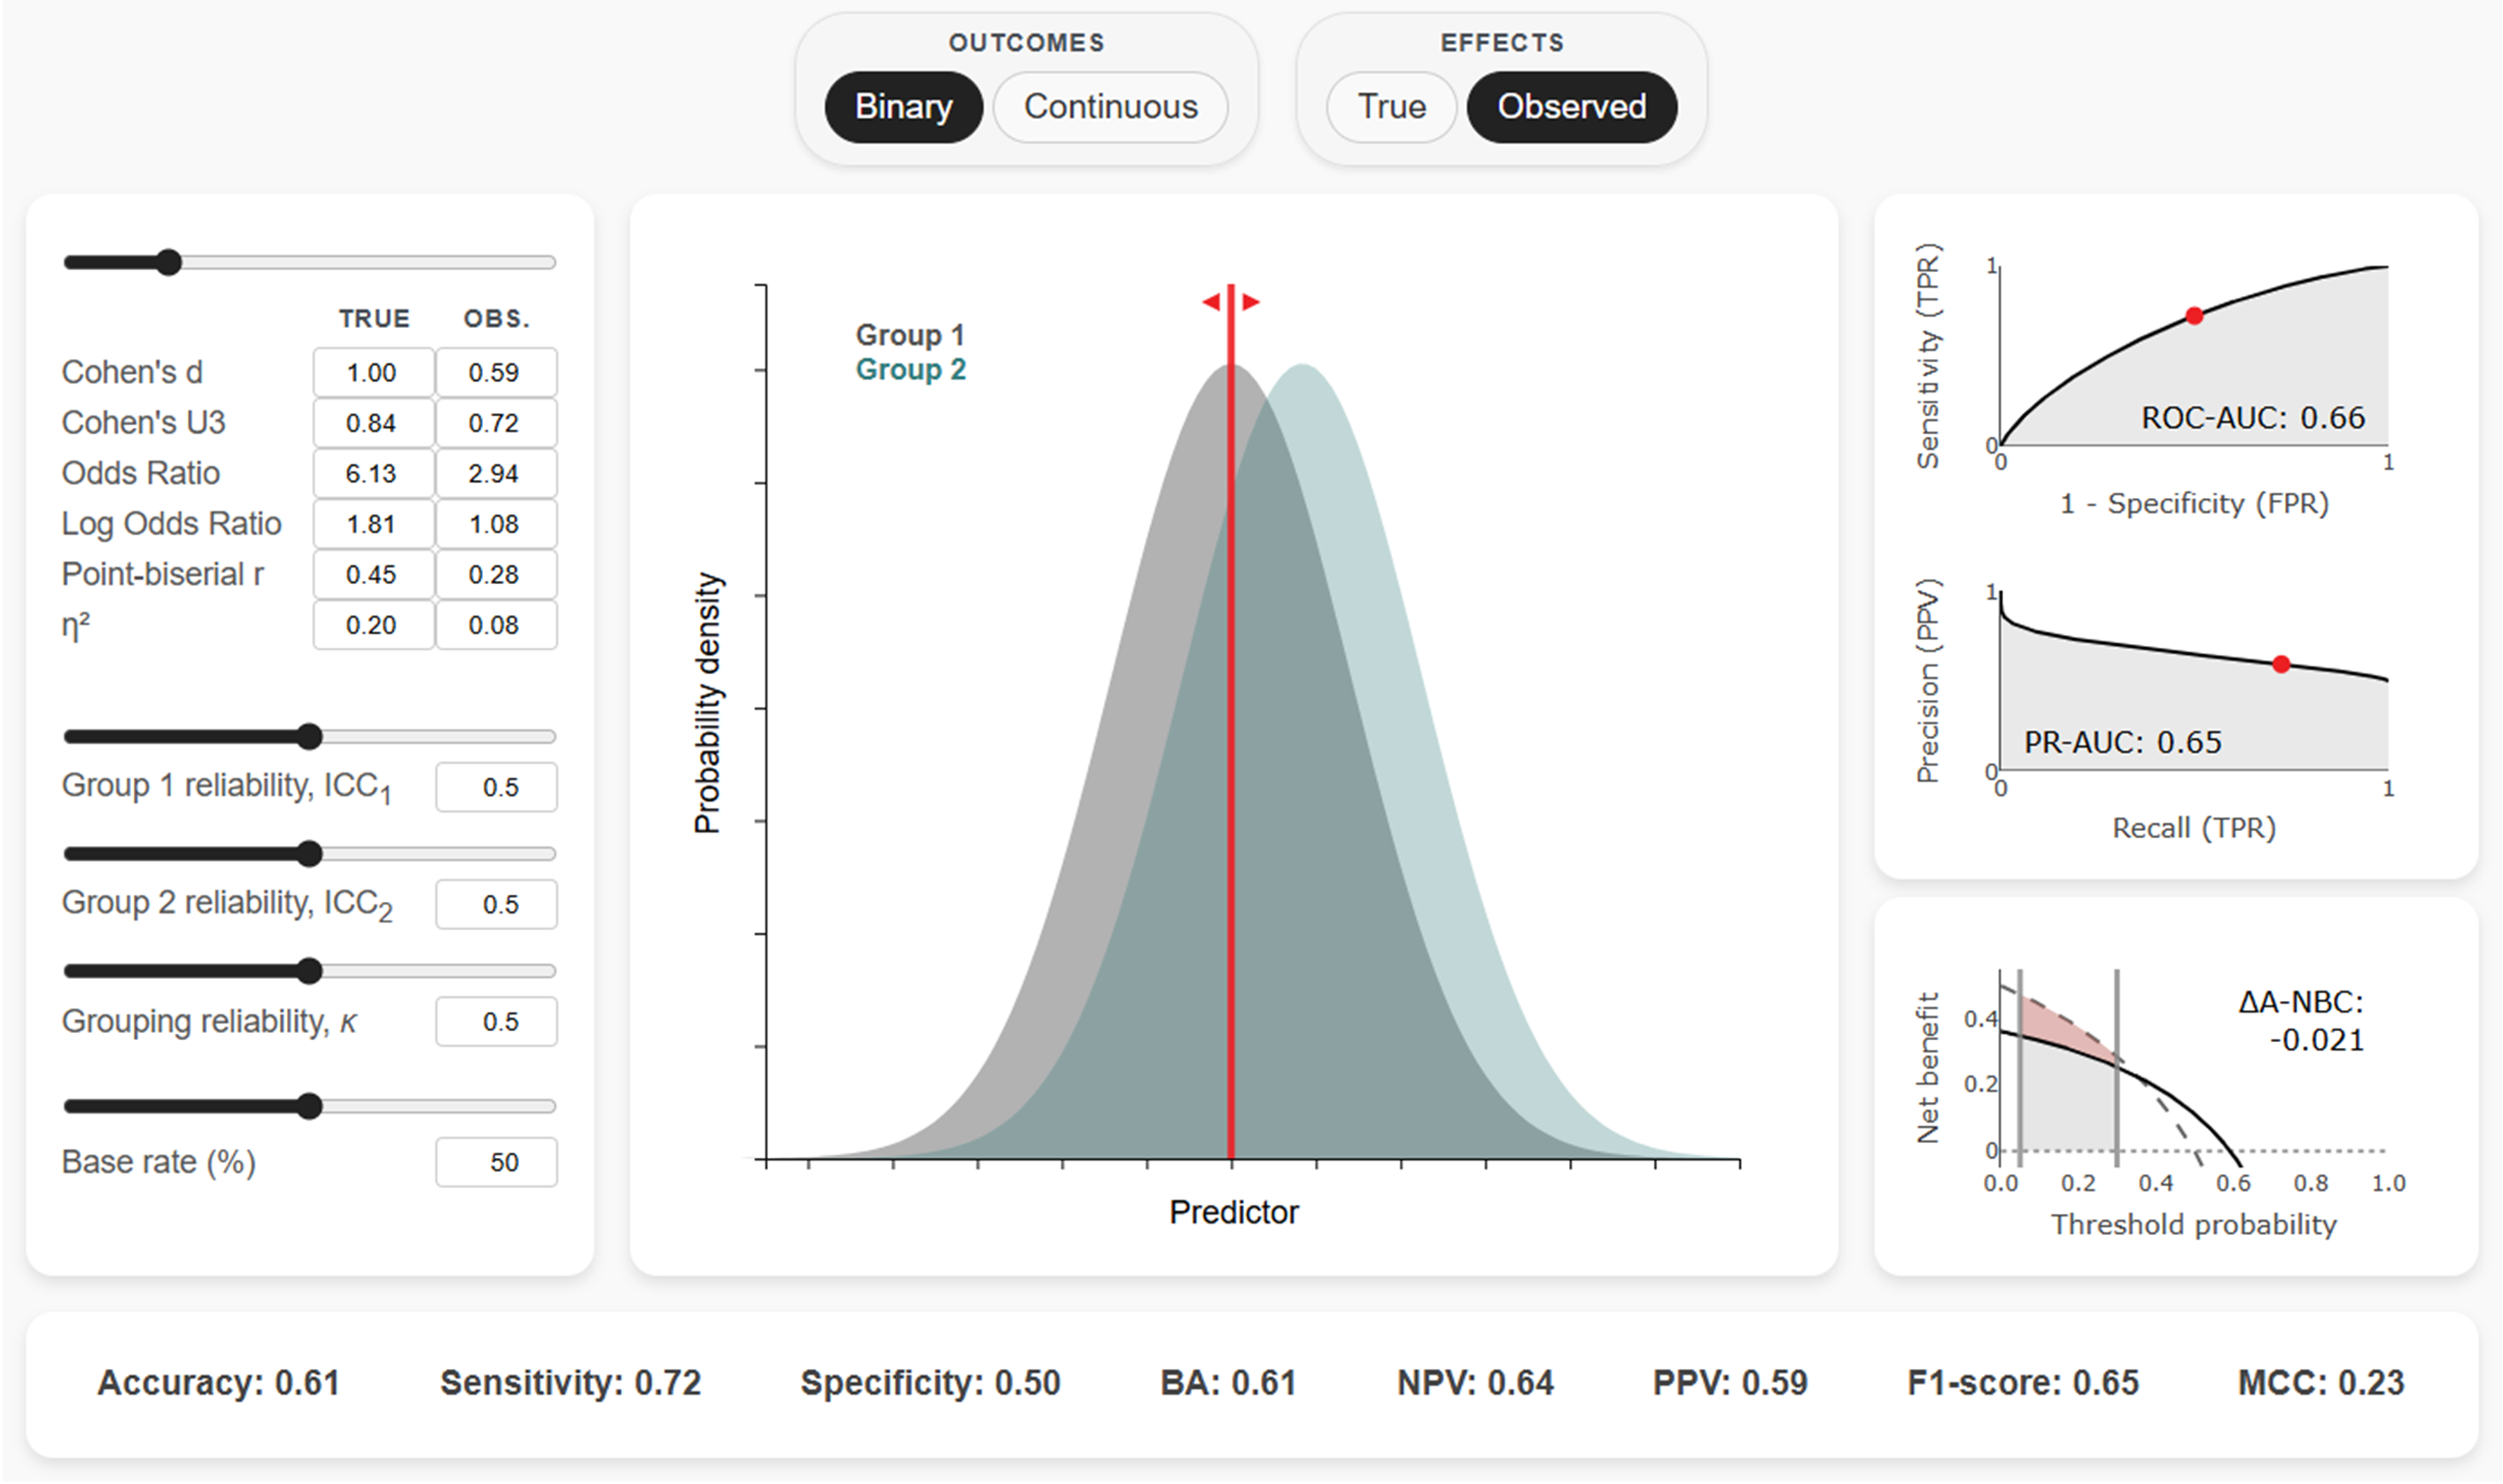 OUTCOMES
Binary Continuous
EFFECTS
True Observed
TRUE OBS.
Cohen's d 1.00 0.59
Cohen's U3 0.84 0.72
Odds Ratio 6.13 2.94
Log Odds Ratio 1.81 1.08
Point-biserial r 0.45 0.28
η² 0.20 0.08
Group 1 reliability, ICC₁ 0.5
Group 2 reliability, ICC₂ 0.5
Grouping reliability, κ 0.5
Base rate (%) 50
Group 1
Group 2
Probability density
Predictor
Sensitivity (TPR)
1
0
ROC-AUC: 0.66
0 1
1 - Specificity (FPR)
Precision (PPV)
1
0
PR-AUC: 0.65
0 1
Recall (TPR)
Net benefit
0.4
0.2
0
ΔA-NBC:
-0.021
0.0 0.2 0.4 0.6 0.8 1.0
Threshold probability
Accuracy: 0.61 Sensitivity: 0.72 Specificity: 0.50 BA: 0.61 NPV: 0.64 PPV: 0.59 F1-score: 0.65 MCC: 0.23